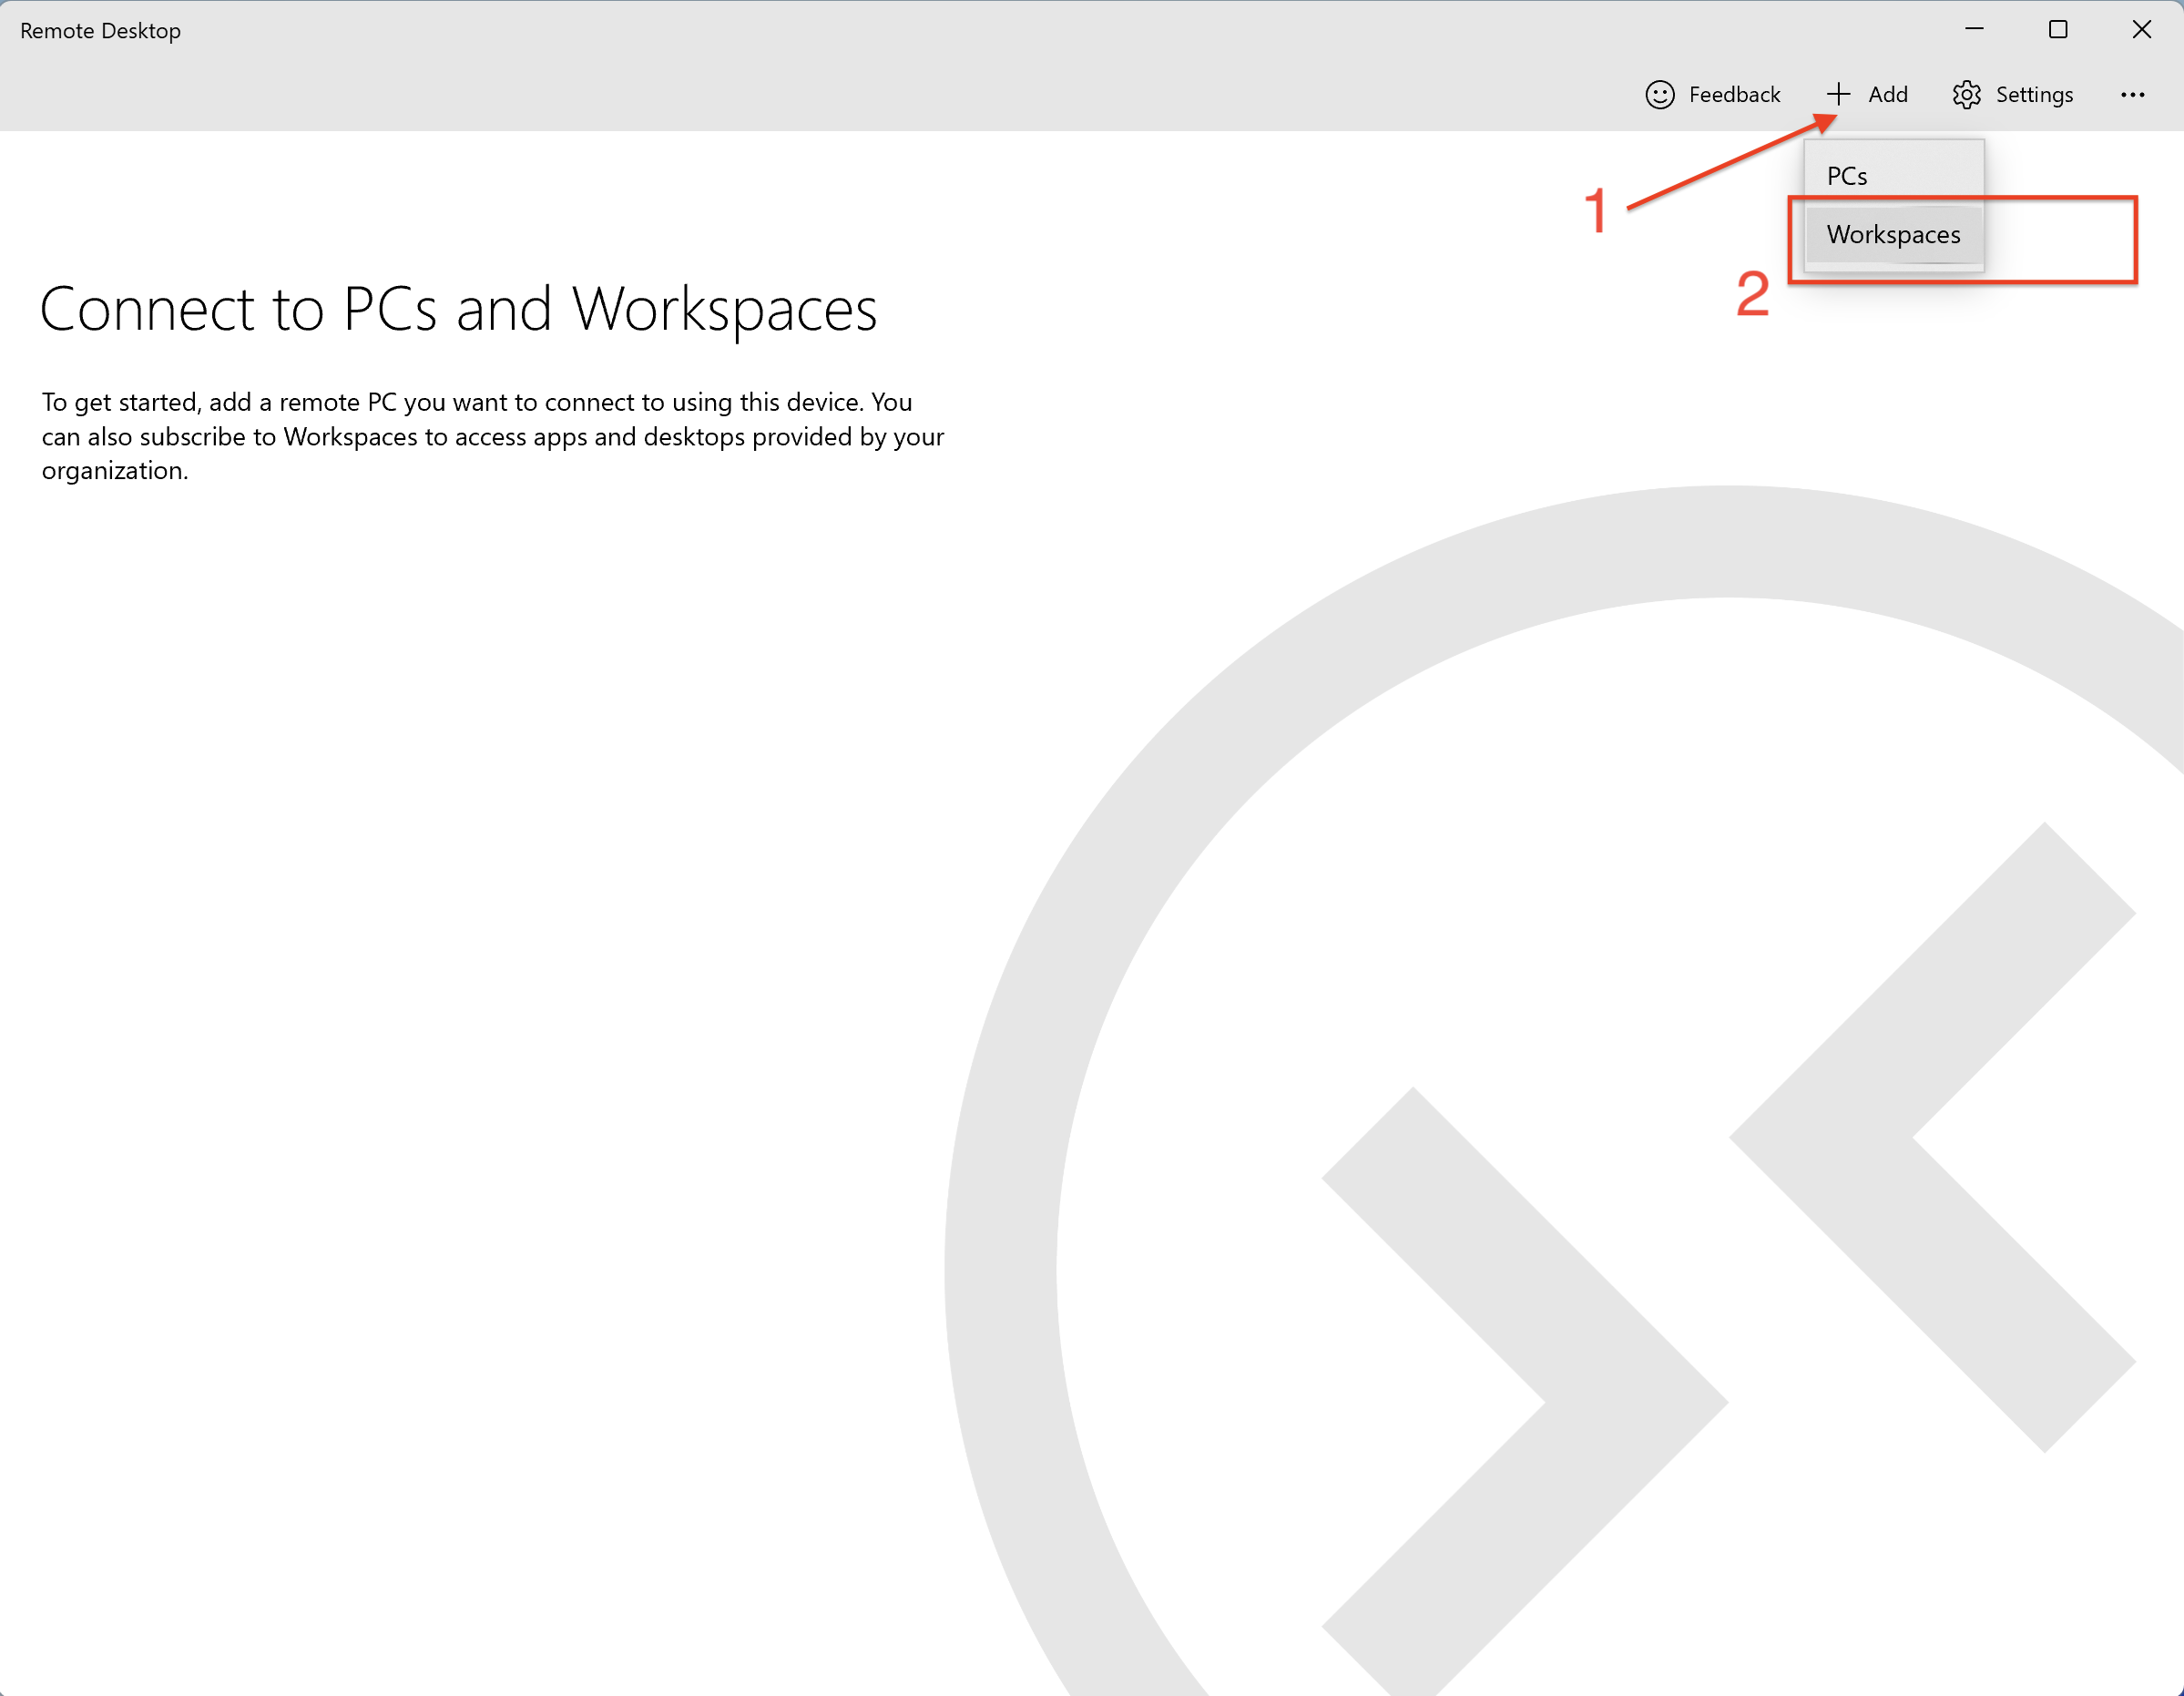 Remote Desktop
Feedback
Add
Settings
PCs
1
Workspaces
2
Connect to PCs and Workspaces
To get started, add a remote PC you want to connect to using this device. You
can also subscribe to Workspaces to access apps and desktops provided by your
organization.